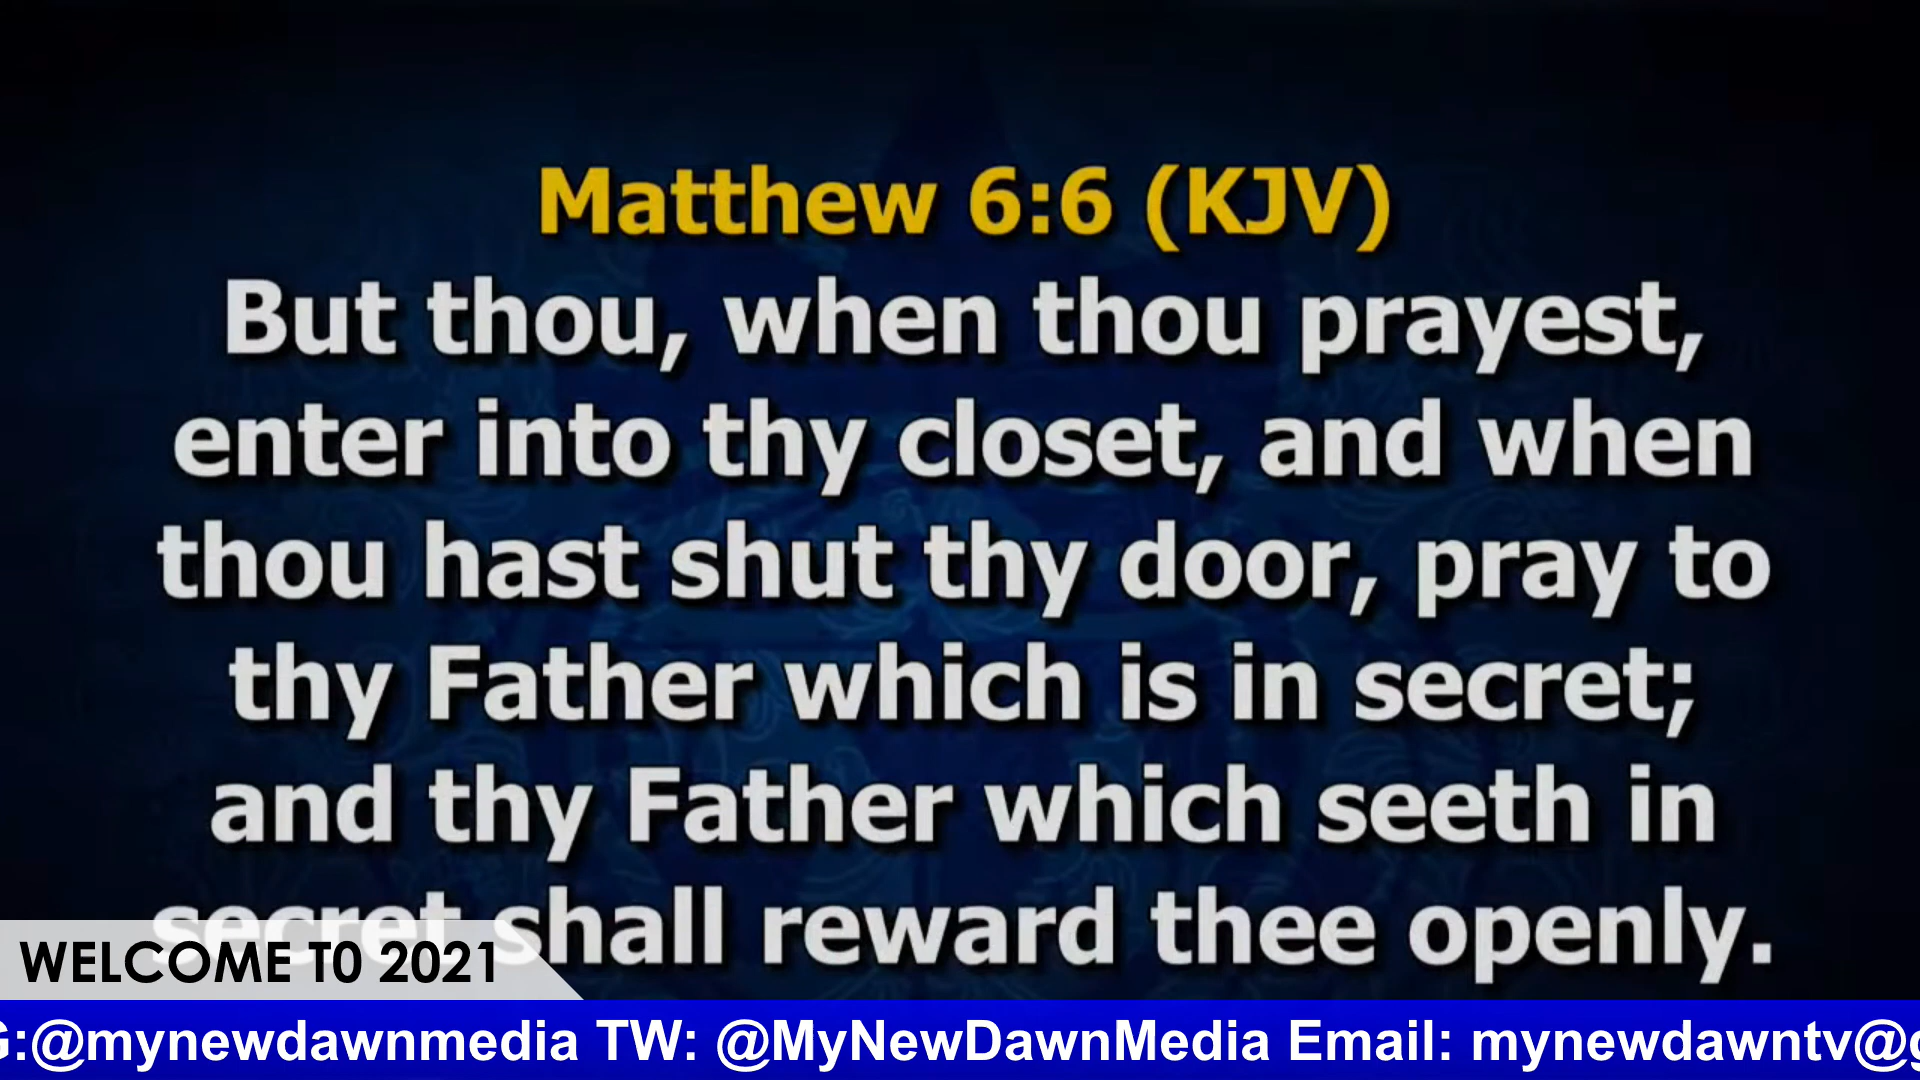 Matthew 6:6 (KJV)
But thou, when thou prayest,
enter into thy closet, and when
thou hast shut thy door, pray to
thy Father which is in secret;
and thy Father which seeth in
secret shall reward thee openly.
WELCOME T0 2021
G:@mynewdawnmedia TW: @MyNewDawnMedia Email: mynewdawntv@g